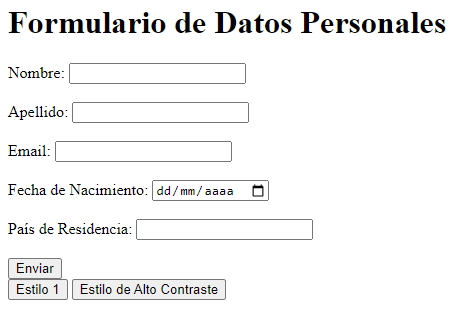 Formulario de Datos Personales
Nombre:
Apellido:
Email:
Fecha de Nacimiento: dd/mm/aaaa
País de Residencia:
Enviar
Estilo 1 Estilo de Alto Contraste